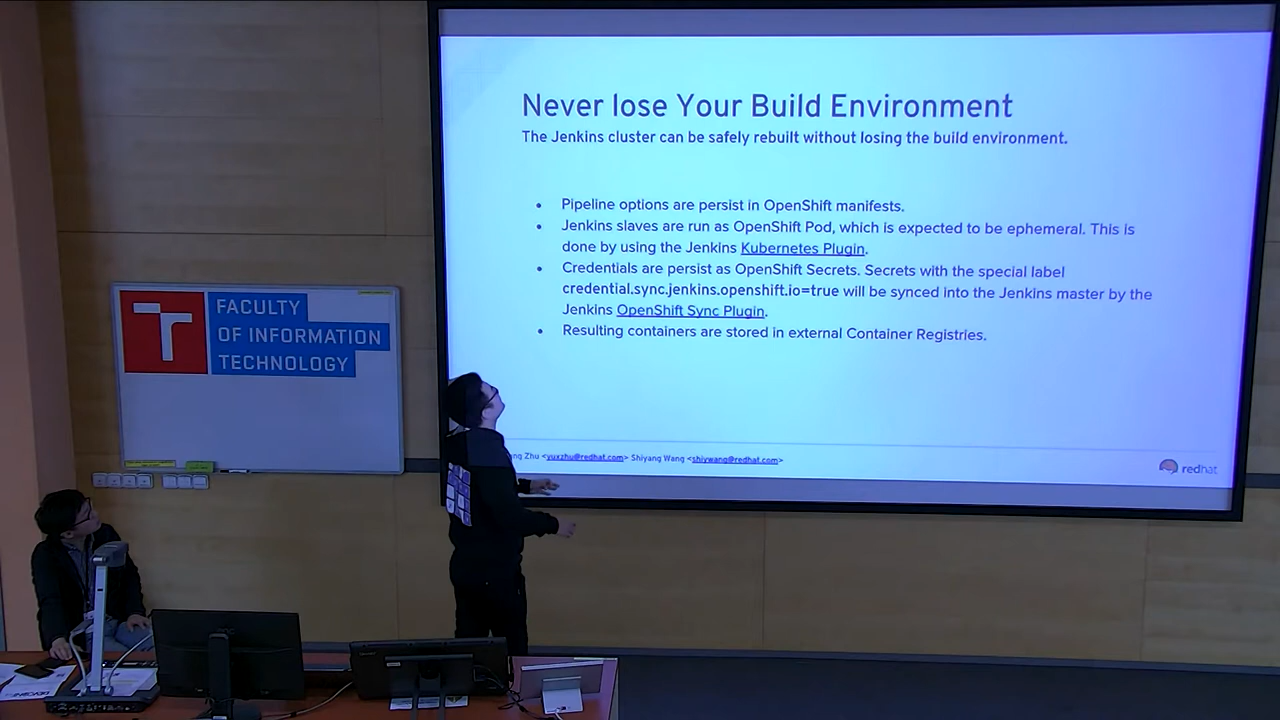 Never lose Your Build Environment
The Jenkins cluster can be safely rebuilt without losing the build environment.
• Pipeline options are persist in OpenShift manifests.
• Jenkins slaves are run as OpenShift Pod, which is expected to be ephemeral. This is
done by using the Jenkins Kubernetes Plugin.
• Credentials are persist as OpenShift Secrets. Secrets with the special label
credential.sync.jenkins.openshift.io=true will be synced into the Jenkins master by the
Jenkins OpenShift Sync Plugin.
• Resulting containers are stored in external Container Registries.
Zhu <yuxzhu@redhat.com> Shiyang Wang <shiywang@redhat.com>
redhat
FACULTY
OF INFORMATION
TECHNOLOGY